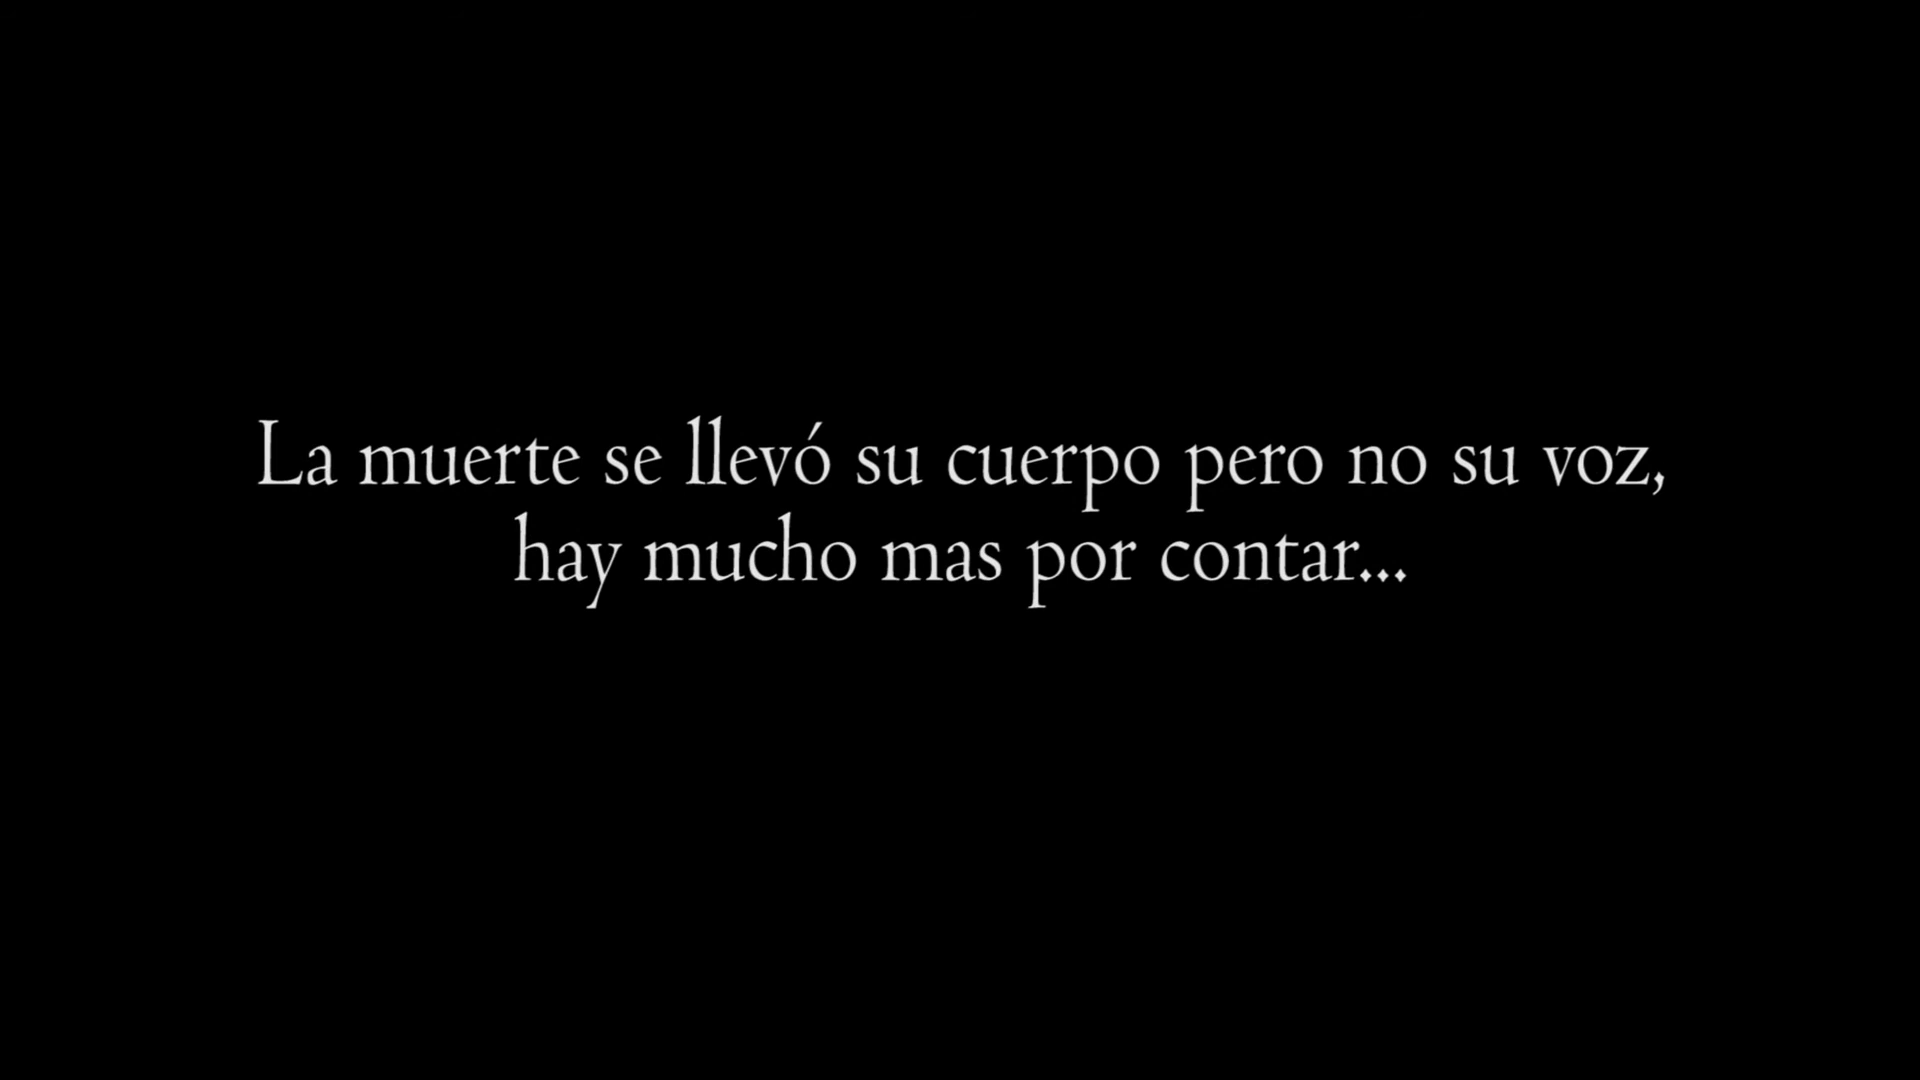 La muerte se llevó su cuerpo pero no su voz,
hay mucho mas por contar...